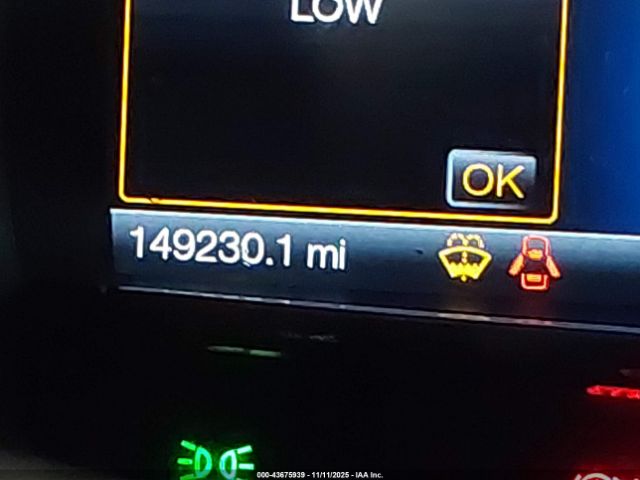 LOW
OK
149230.1 mi
000-43675939 - 11/11/2025 - IAA Inc.